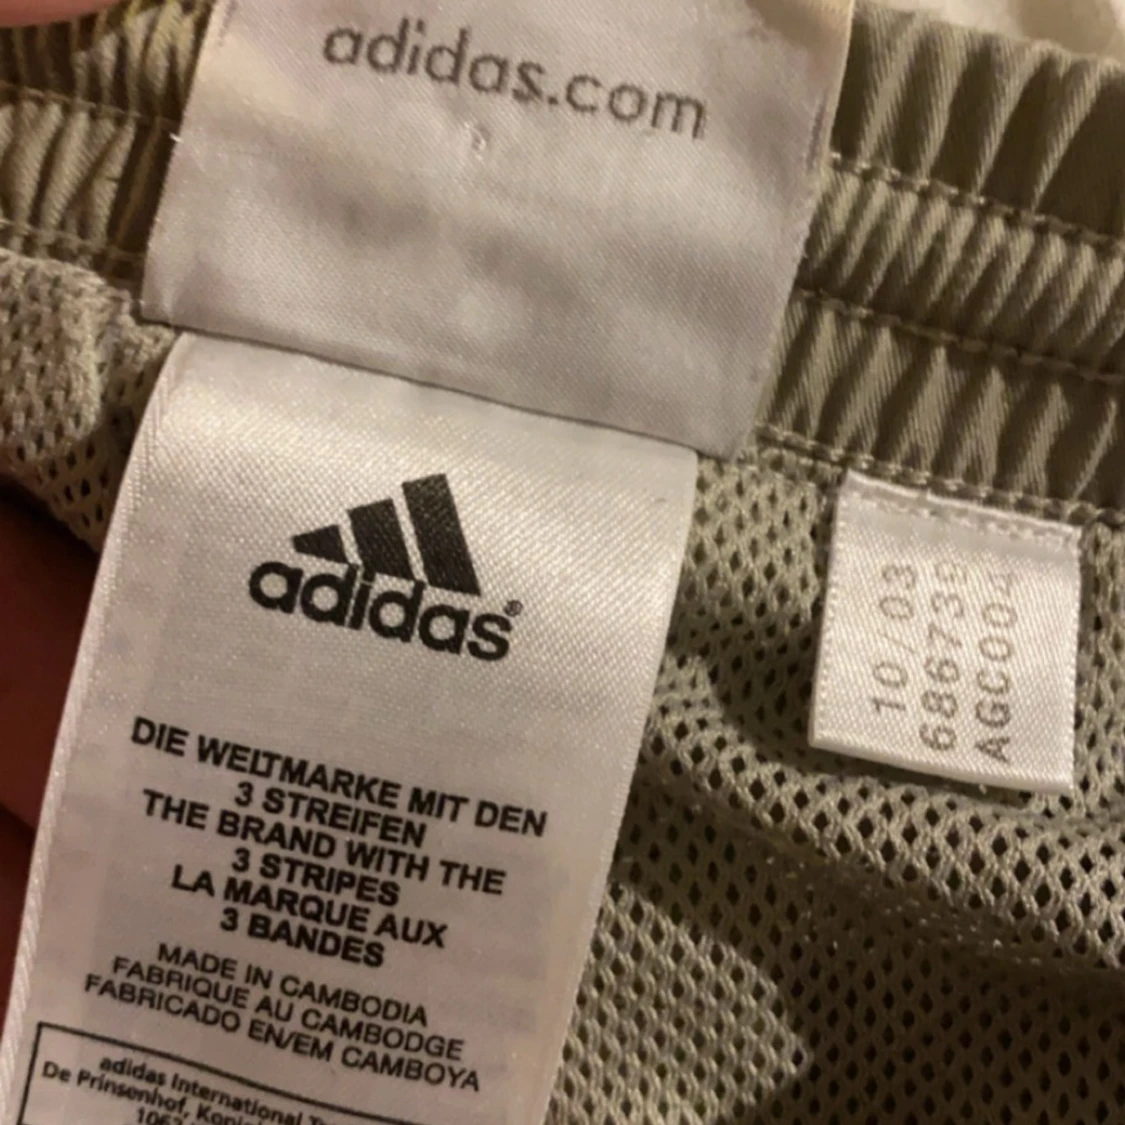 adidas.com
adidas®
DIE WELTMARKE MIT DEN
3 STREIFEN
THE BRAND WITH THE
3 STRIPES
LA MARQUE AUX
3 BANDES
MADE IN CAMBODIA
FABRIQUE AU CAMBODGE
FABRICADO EN/EM CAMBOYA
adidas International
De Prinsenhof,
10/03
686739
AGC004